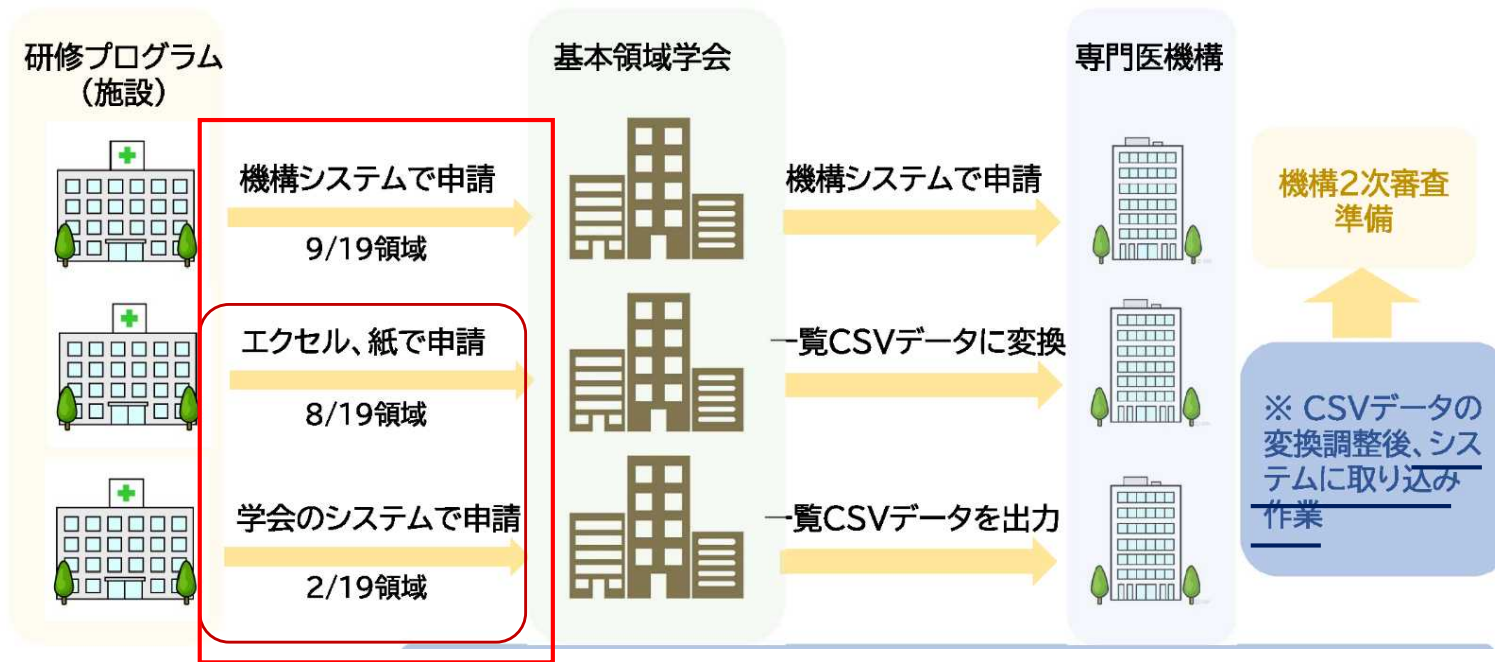 研修プログラム
(施設)
基本領域学会
専門医機構
機構システムで申請
9/19領域
機構システムで申請
機構2次審査
準備
エクセル、紙で申請
8/19領域
一覧CSVデータに変換
※ CSVデータの
変換調整後、シス
テムに取り込み
作業
学会のシステムで申請
2/19領域
一覧CSVデータを出力